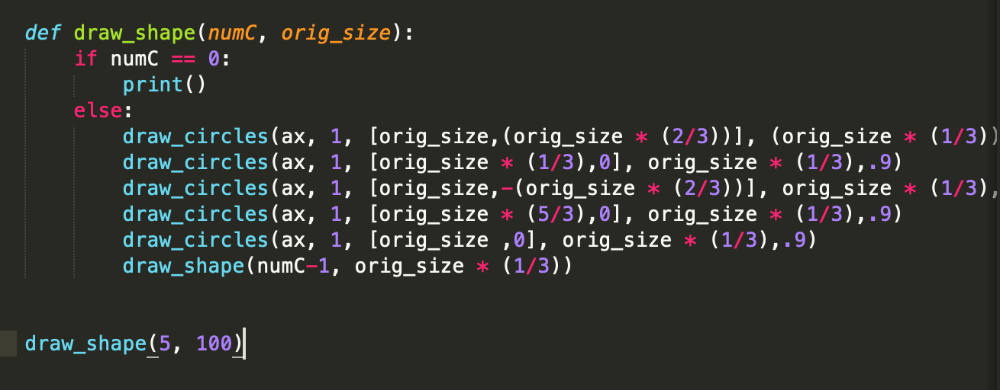 def draw_shape(numC, orig_size):
    if numC == 0:
        print()
    else:
        draw_circles(ax, 1, [orig_size,(orig_size * (2/3))], (orig_size * (1/3))
        draw_circles(ax, 1, [orig_size * (1/3),0], orig_size * (1/3),.9)
        draw_circles(ax, 1, [orig_size,-(orig_size * (2/3))], orig_size * (1/3),
        draw_circles(ax, 1, [orig_size * (5/3),0], orig_size * (1/3),.9)
        draw_circles(ax, 1, [orig_size ,0], orig_size * (1/3),.9)
        draw_shape(numC-1, orig_size * (1/3))
draw_shape(5, 100)